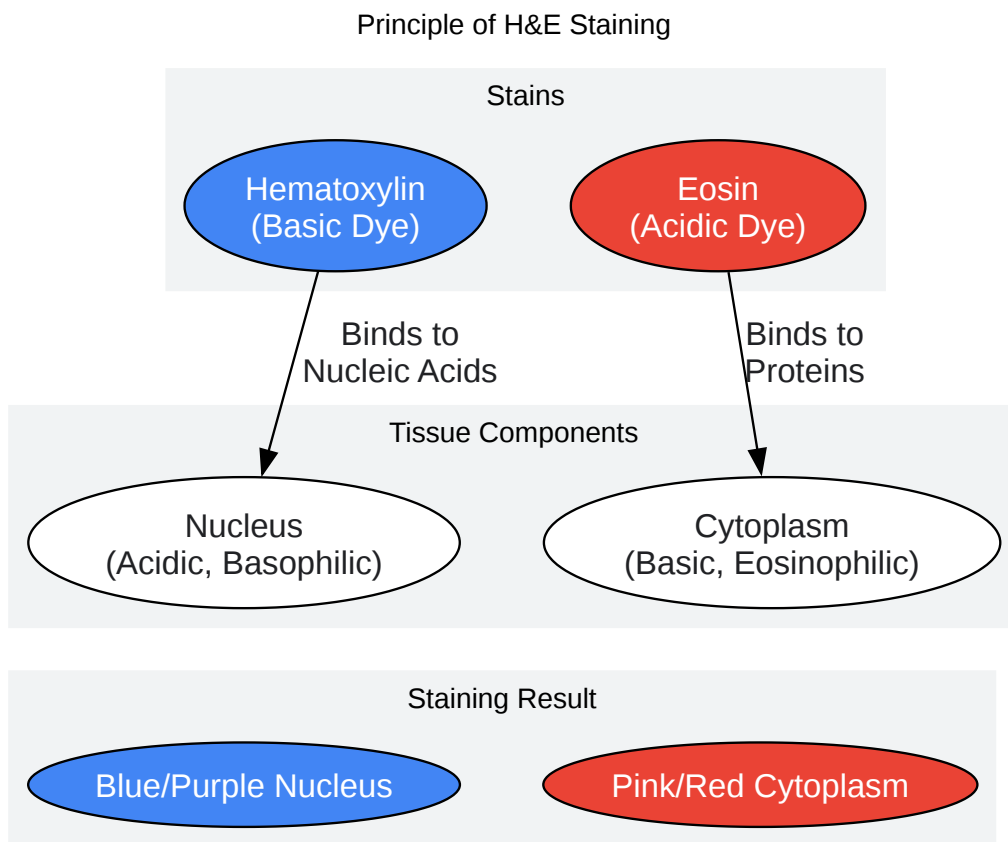 Principle of H&E Staining
Stains
Hematoxylin
(Basic Dye)
Eosin
(Acidic Dye)
Binds to
Nucleic Acids
Binds to
Proteins
Tissue Components
Nucleus
(Acidic, Basophilic)
Cytoplasm
(Basic, Eosinophilic)
Staining Result
Blue/Purple Nucleus
Pink/Red Cytoplasm